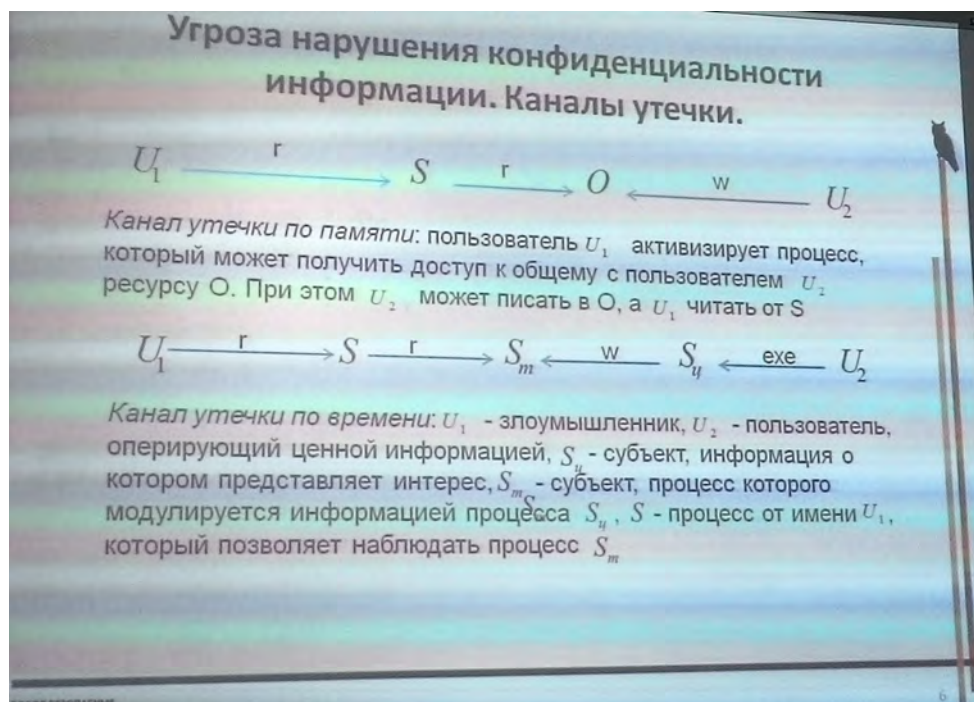 Угроза нарушения конфиденциальности
информации. Каналы утечки.
U₁ r S r O w U₂
Канал утечки по памяти: пользователь U₁ активизирует процесс,
который может получить доступ к общему с пользователем U₂
ресурсу О. При этом U₂ может писать в О, а U₁ читать от S
U₁ r S r Sₘ w Sц exe U₂
Канал утечки по времени: U₁ - злоумышленник, U₂ - пользователь,
оперирующий ценной информацией, Sц - субъект, информация о
котором представляет интерес, Sₘ - субъект, процесс которого
модулируется информацией процесса Sц, S - процесс от имени U₁,
который позволяет наблюдать процесс Sₘ
6